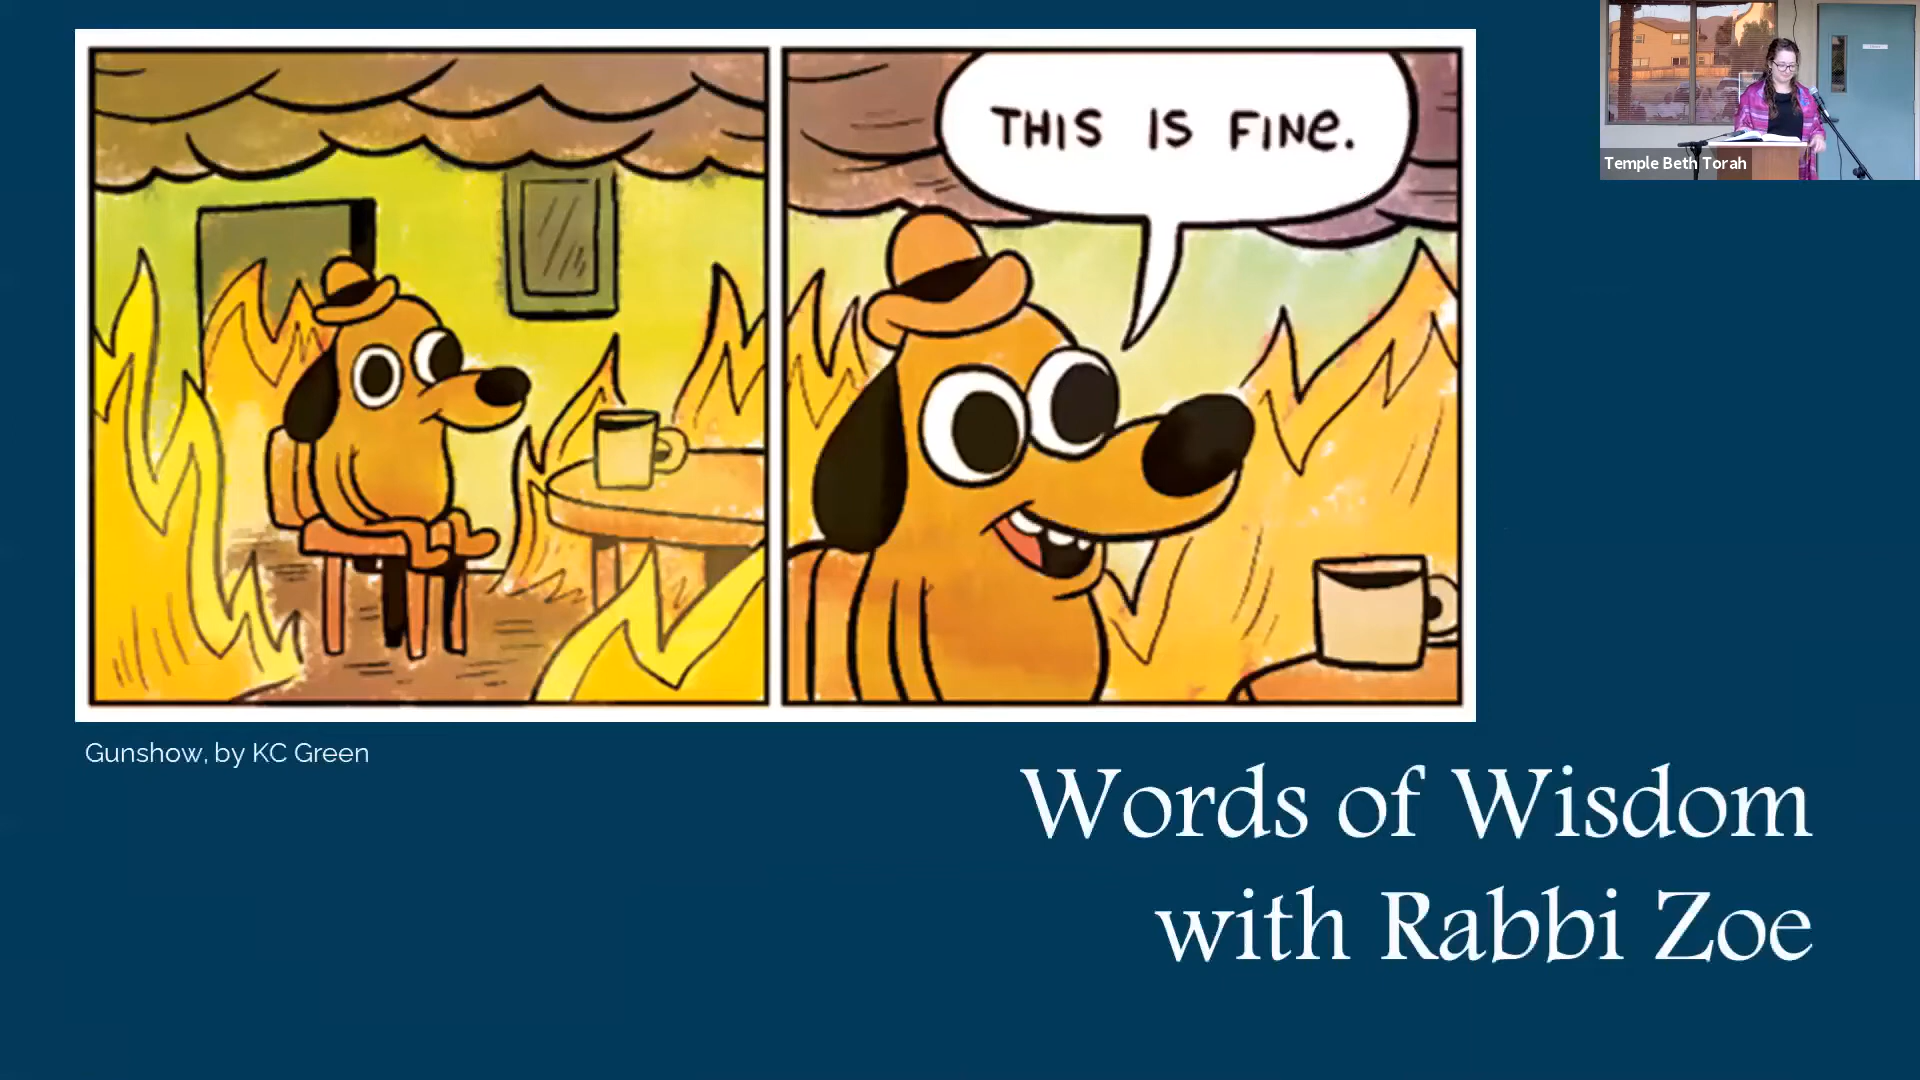 THIS IS FINe.
Temple Beth Torah
Gunshow, by KC Green
Words of Wisdom
with Rabbi Zoe